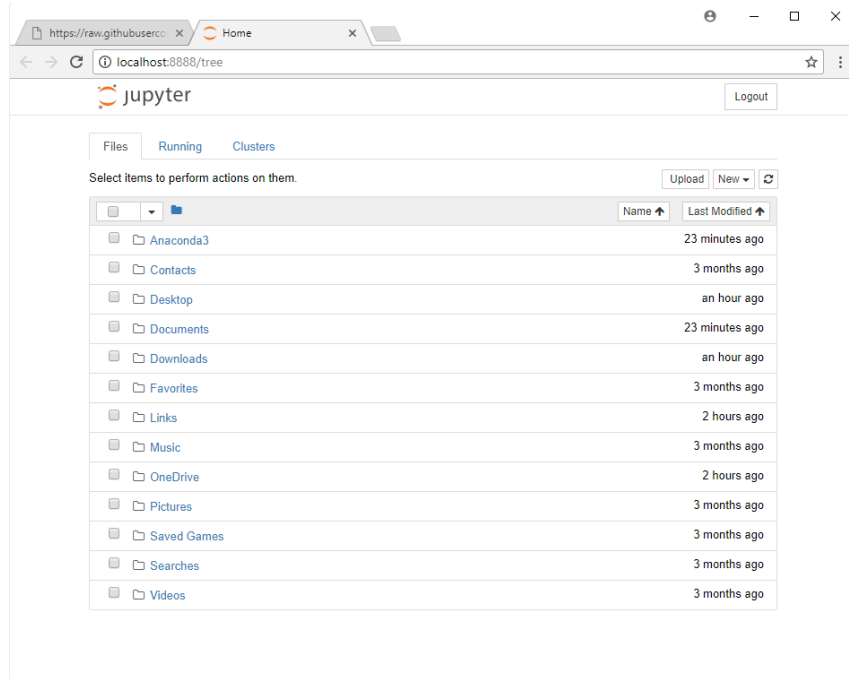 https://raw.githubuserco
Home
localhost:8888/tree
jupyter
Logout
Files Running Clusters
Select items to perform actions on them.
Upload New
Name Last Modified
Anaconda3 23 minutes ago
Contacts 3 months ago
Desktop an hour ago
Documents 23 minutes ago
Downloads an hour ago
Favorites 3 months ago
Links 2 hours ago
Music 3 months ago
OneDrive 2 hours ago
Pictures 3 months ago
Saved Games 3 months ago
Searches 3 months ago
Videos 3 months ago